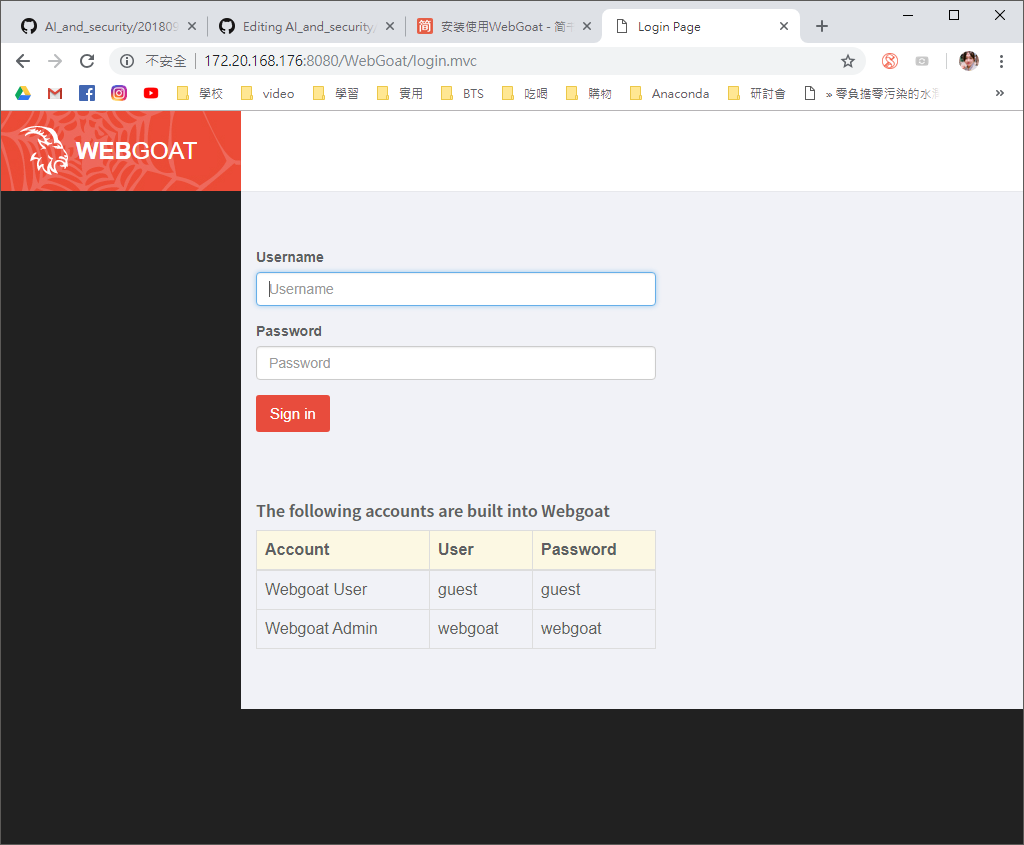 AI_and_security/201809
Editing AI_and_security/
安装使用WebGoat - 简
Login Page
不安全
172.20.168.176:8080/WebGoat/login.mvc
學校
video
學習
實用
BTS
吃喝
購物
Anaconda
研討會
» 零負擔零污染的水
»
WEBGOAT
Username
Username
Password
Password
Sign in
The following accounts are built into Webgoat
Account User Password
Webgoat User guest guest
Webgoat Admin webgoat webgoat